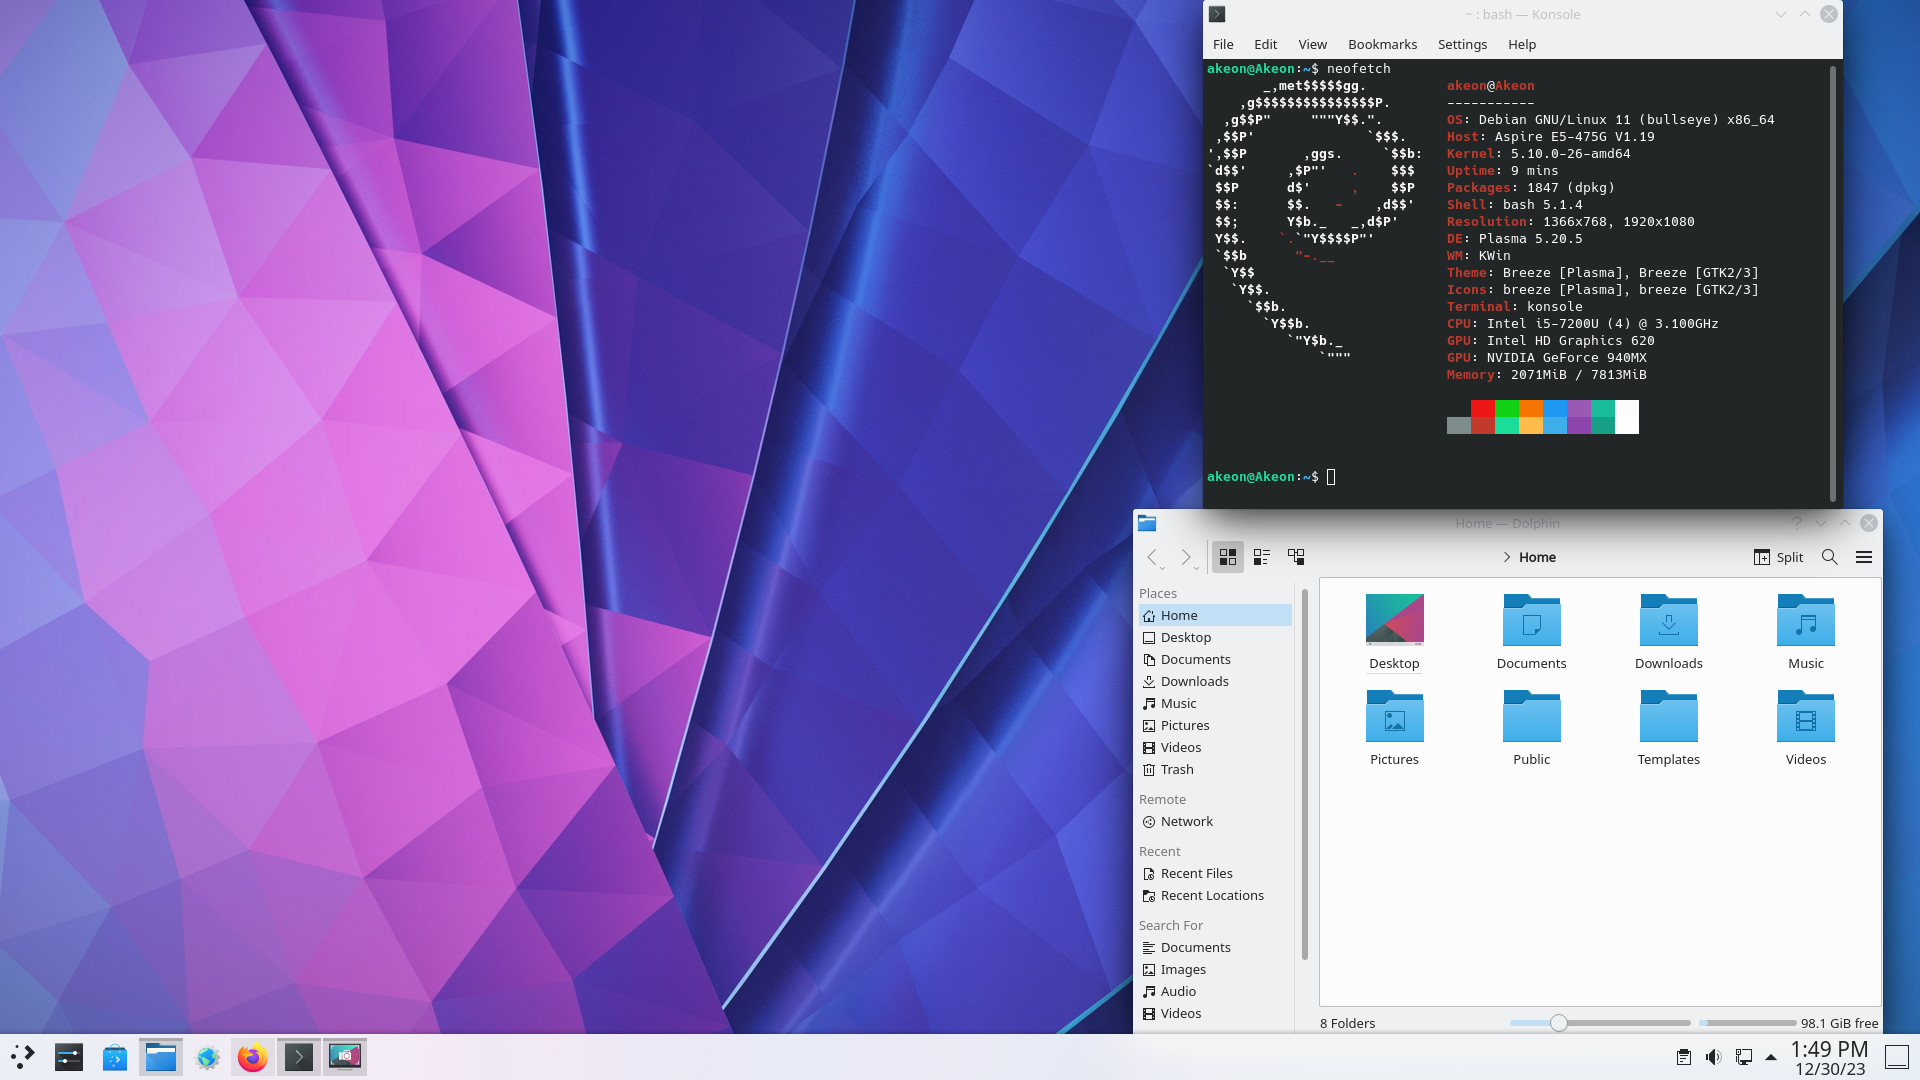 ~ : bash — Konsole
File Edit View Bookmarks Settings Help
akeon@Akeon:~$ neofetch
_,met$$$$$gg. akeon@Akeon
,g$$$$$$$$$$$$$$$P. -----------
,g$$P" """Y$$.". OS: Debian GNU/Linux 11 (bullseye) x86_64
,$$P' `$$$. Host: Aspire E5-475G V1.19
',$$P ,ggs. `$$b: Kernel: 5.10.0-26-amd64
`d$$' ,$P"' . $$$ Uptime: 9 mins
$$P d$' , $$P Packages: 1847 (dpkg)
$$: $$. - ,d$$' Shell: bash 5.1.4
$$; Y$b._ _,d$P' Resolution: 1366x768, 1920x1080
Y$$. `.`"Y$$$$P"' DE: Plasma 5.20.5
`$$b "-.__ WM: KWin
`Y$$ Theme: Breeze [Plasma], Breeze [GTK2/3]
`Y$$. Icons: breeze [Plasma], breeze [GTK2/3]
`$$b. Terminal: konsole
`Y$$b. CPU: Intel i5-7200U (4) @ 3.100GHz
`"Y$b._ GPU: Intel HD Graphics 620
`""" GPU: NVIDIA GeForce 940MX
Memory: 2071MiB / 7813MiB
akeon@Akeon:~$
Home — Dolphin
Home
Split
Places
Home
Desktop
Documents
Downloads
Music
Pictures
Videos
Trash
Remote
Network
Recent
Recent Files
Recent Locations
Search For
Documents
Images
Audio
Videos
Desktop Documents Downloads Music
Pictures Public Templates Videos
8 Folders 98.1 GiB free
1:49 PM
12/30/23